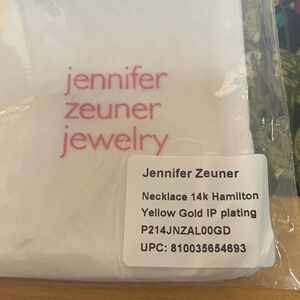 jennifer
zeuner
jewelry
Jennifer Zeuner
Necklace 14k Hamilton
Yellow Gold IP plating
P214JNZAL00GD
UPC: 810035654693